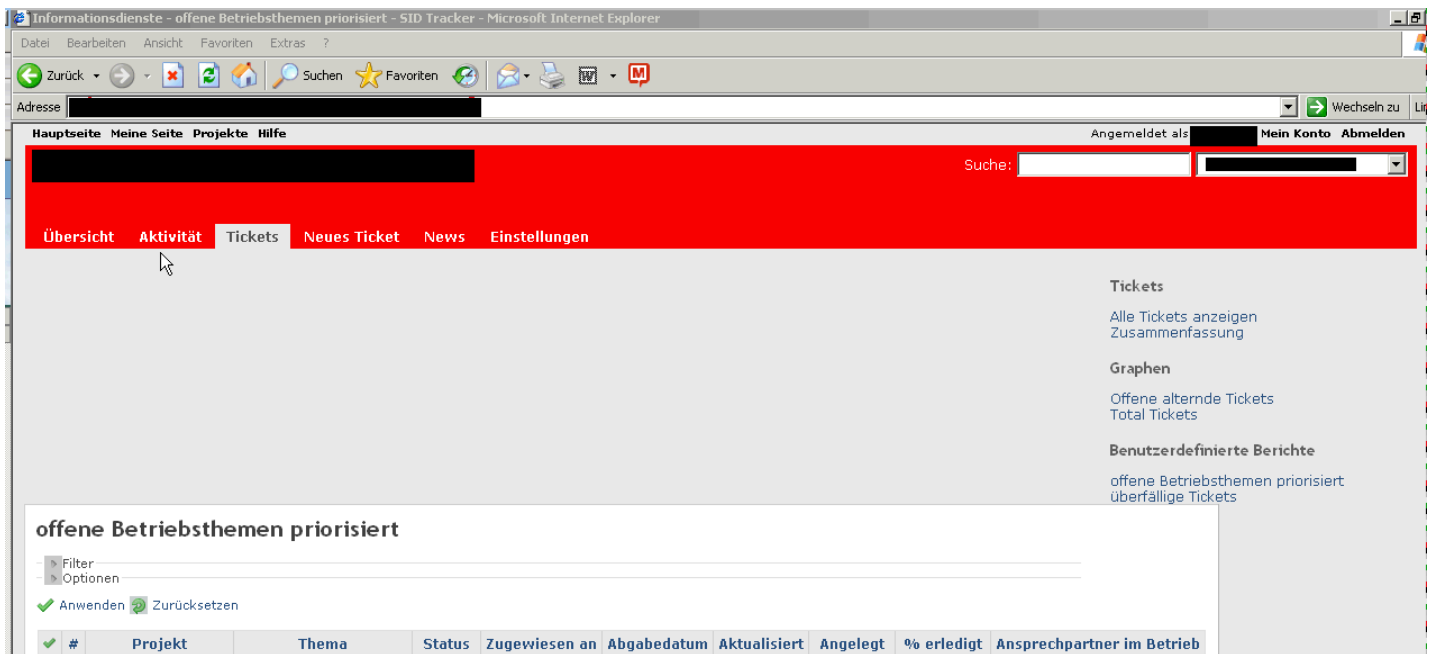 Informationsdienste - offene Betriebsthemen priorisiert - SID Tracker - Microsoft Internet Explorer
Datei Bearbeiten Ansicht Favoriten Extras ?
Zurück Suchen Favoriten
Adresse Wechseln zu
Hauptseite Meine Seite Projekte Hilfe Angemeldet als Mein Konto Abmelden
Suche:
Übersicht Aktivität Tickets Neues Ticket News Einstellungen
Tickets
Alle Tickets anzeigen
Zusammenfassung
Graphen
Offene alternde Tickets
Total Tickets
Benutzerdefinierte Berichte
offene Betriebsthemen priorisiert
überfällige Tickets
offene Betriebsthemen priorisiert
Filter
Optionen
Anwenden Zurücksetzen
# Projekt Thema Status Zugewiesen an Abgabedatum Aktualisiert Angelegt % erledigt Ansprechpartner im Betrieb